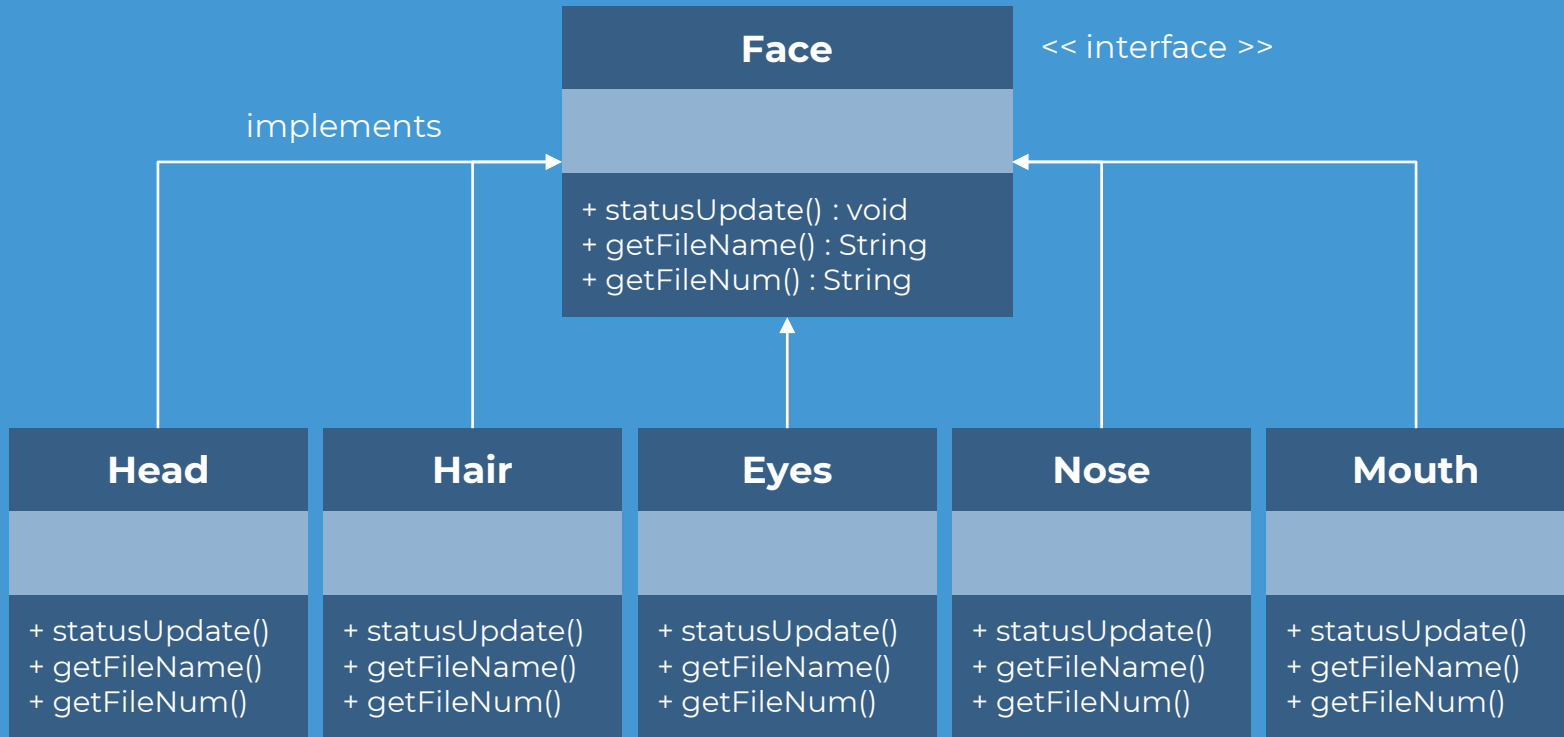 Face
<< interface >>
implements
+ statusUpdate() : void
+ getFileName() : String
+ getFileNum() : String
Head
+ statusUpdate()
+ getFileName()
+ getFileNum()
Hair
+ statusUpdate()
+ getFileName()
+ getFileNum()
Eyes
+ statusUpdate()
+ getFileName()
+ getFileNum()
Nose
+ statusUpdate()
+ getFileName()
+ getFileNum()
Mouth
+ statusUpdate()
+ getFileName()
+ getFileNum()